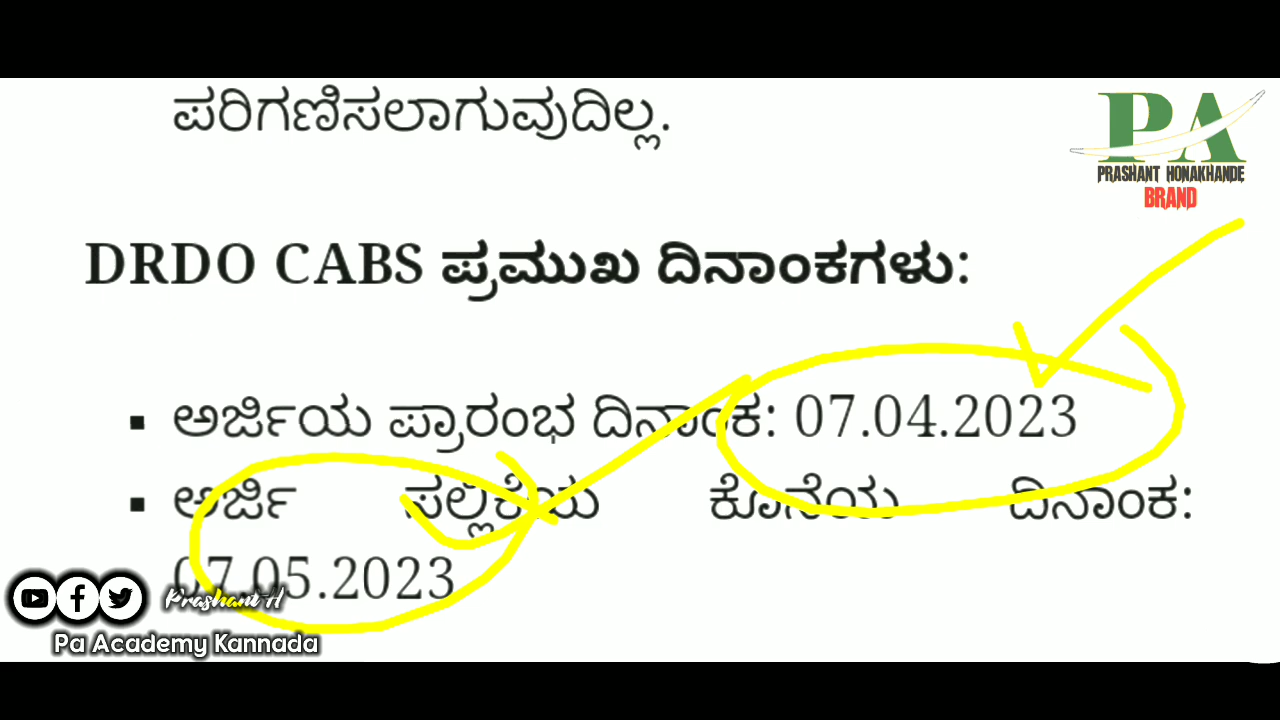 ಪರಿಗಣಿಸಲಾಗುವುದಿಲ್ಲ.
PA
PRASHANT HONAKHANDE
BRAND
DRDO CABS ಪ್ರಮುಖ ದಿನಾಂಕಗಳು:
▪ ಅರ್ಜಿಯ ಪ್ರಾರಂಭ ದಿನಾಂಕ: 07.04.2023
▪ ಅರ್ಜಿ ಸಲ್ಲಿಕೆಯ ಕೊನೆಯ ದಿನಾಂಕ:
07.05.2023
Prashant H
Pa Academy Kannada